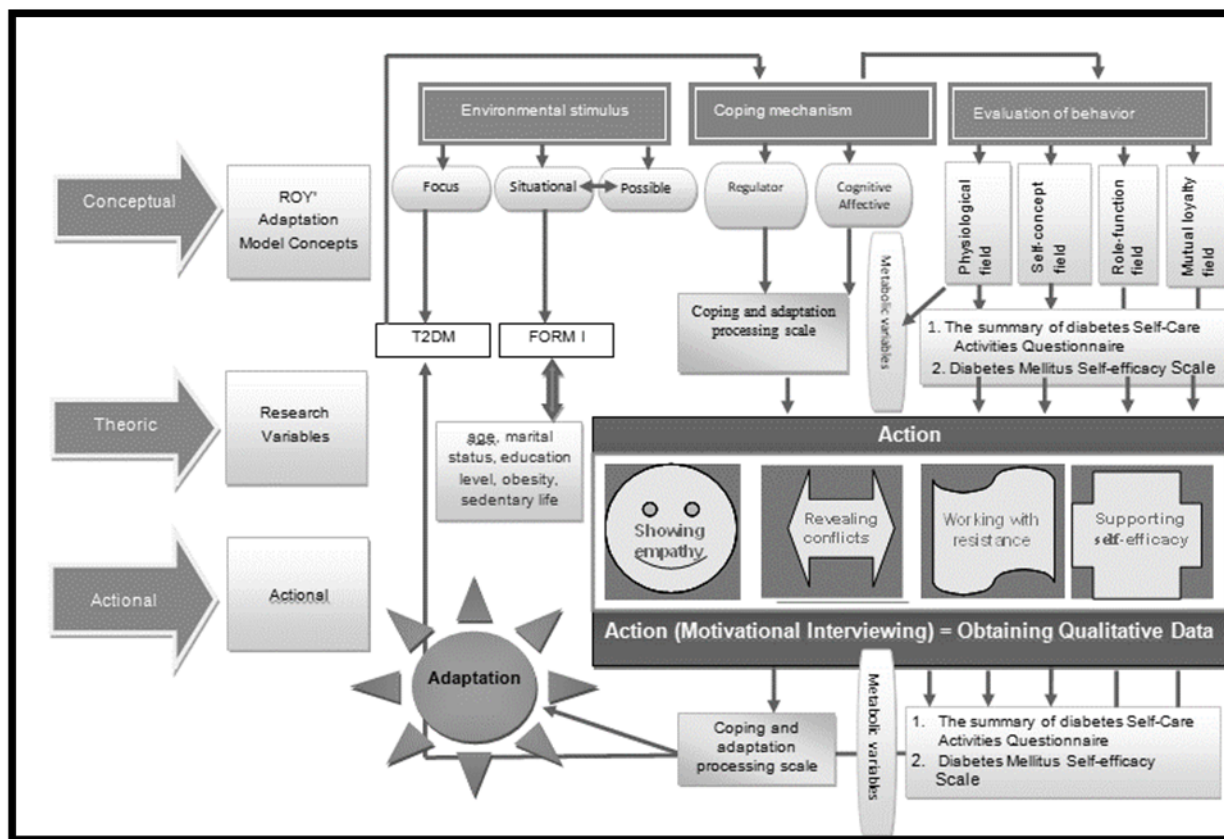 Environmental stimulus
Coping mechanism
Evaluation of behavior
Conceptual
ROY'
Adaptation
Model Concepts
Focus
Situational
Possible
Regulator
Cognitive
Affective
Physiological
field
Self-concept
field
Role-function
field
Mutual loyalty
field
Metabolic variables
T2DM
FORM I
Coping and adaptation
processing scale
1. The summary of diabetes Self-Care
Activities Questionnaire
2. Diabetes Mellitus Self-efficacy Scale
Theoric
Research
Variables
age, marital
status, education
level, obesity,
sedentary life
Action
Showing
empathy
Revealing
conflicts
Working with
resistance
Supporting
self-efficacy
Actional
Actional
Action (Motivational Interviewing) = Obtaining Qualitative Data
Adaptation
Coping and
adaptation
processing scale
Metabolic variables
1. The summary of diabetes Self-Care
Activities Questionnaire
2. Diabetes Mellitus Self-efficacy
Scale